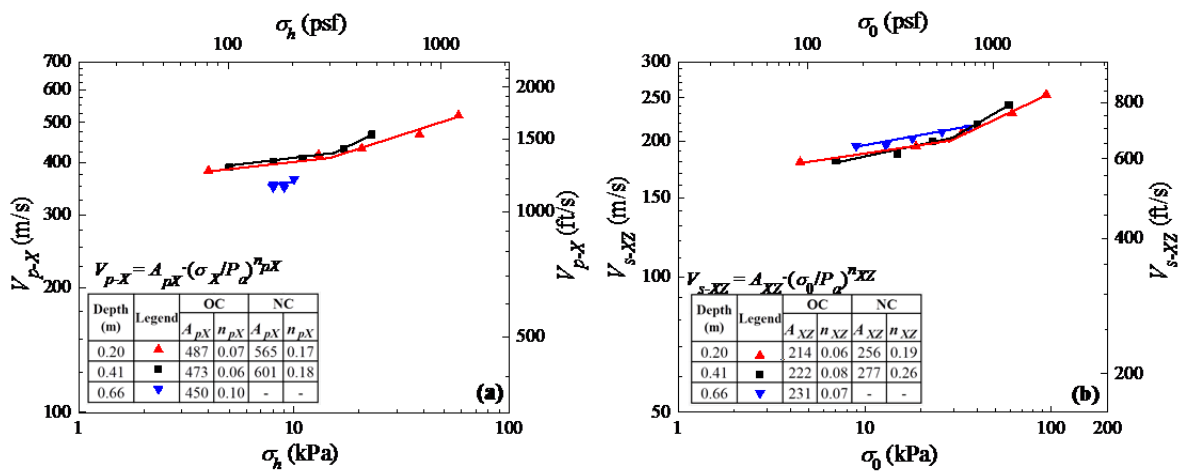 σh (psf)
100 1000
700
600
500
400
300
200
100
Vp-X (m/s)
2000
1500
1000
500
Vp-X (ft/s)
Vp-X = ApX·(σX/Pa)^npX
Depth (m) Legend OC NC
ApX npX ApX npX
0.20 487 0.07 565 0.17
0.41 473 0.06 601 0.18
0.66 450 0.10 - -
(a)
1 10 100
σh (kPa)
σ0 (psf)
100 1000
300
250
200
150
100
50
Vs-XZ (m/s)
800
600
400
200
Vs-XZ (ft/s)
Vs-XZ = AXZ·(σ0/Pa)^nXZ
Depth (m) Legend OC NC
AXZ nXZ AXZ nXZ
0.20 214 0.06 256 0.19
0.41 222 0.08 277 0.26
0.66 231 0.07 - -
(b)
1 10 100 200
σ0 (kPa)